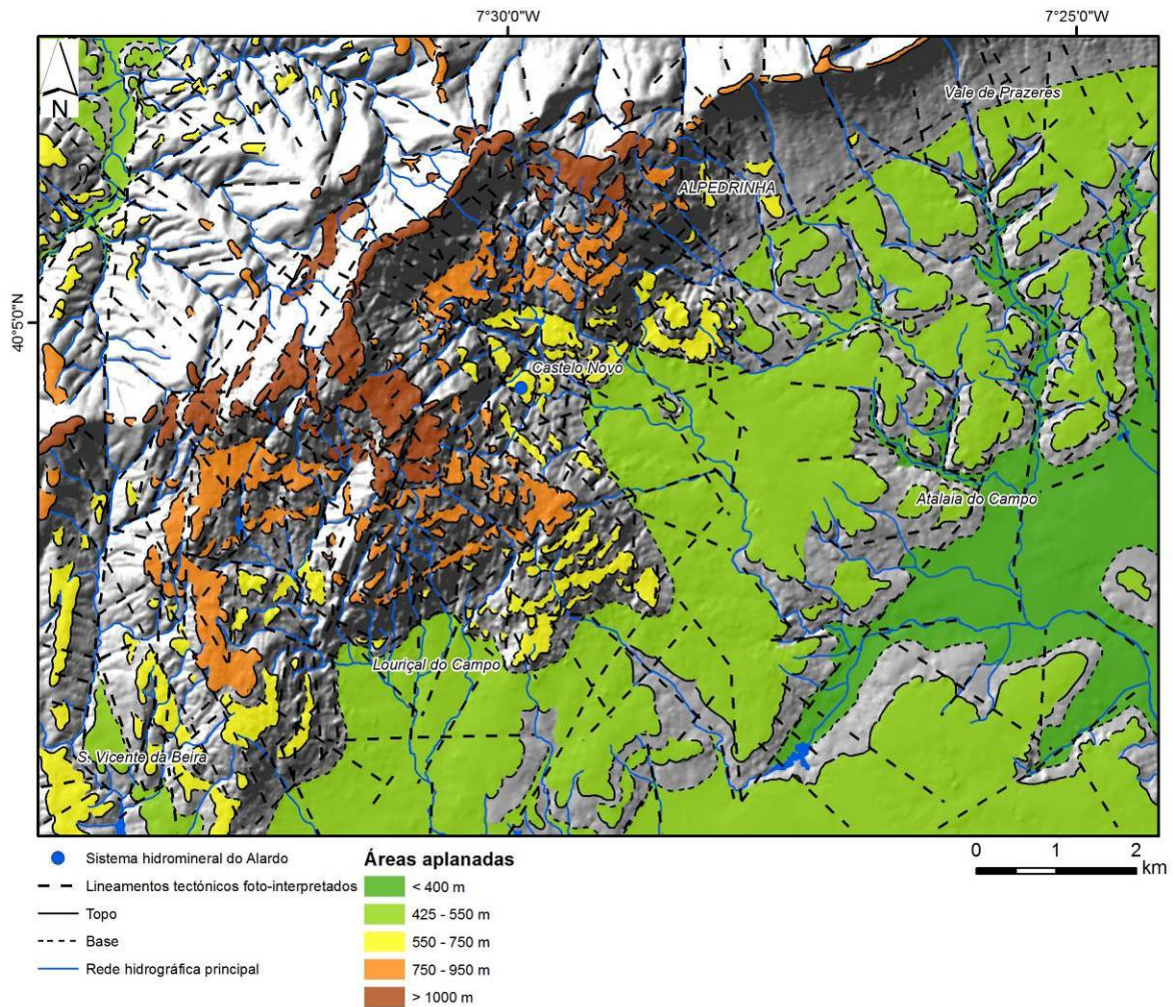 7°30'0"W
7°25'0"W
N
Vale de Prazeres
ALPEDRINHA
40°5'0"N
Castelo Novo
Atalaia do Campo
Louriçal do Campo
S. Vicente da Beira
Sistema hidromineral do Alardo
Lineamentos tectónicos foto-interpretados
Topo
Base
Rede hidrográfica principal
Áreas aplanadas
< 400 m
425 - 550 m
550 - 750 m
750 - 950 m
> 1000 m
0 1 2
km